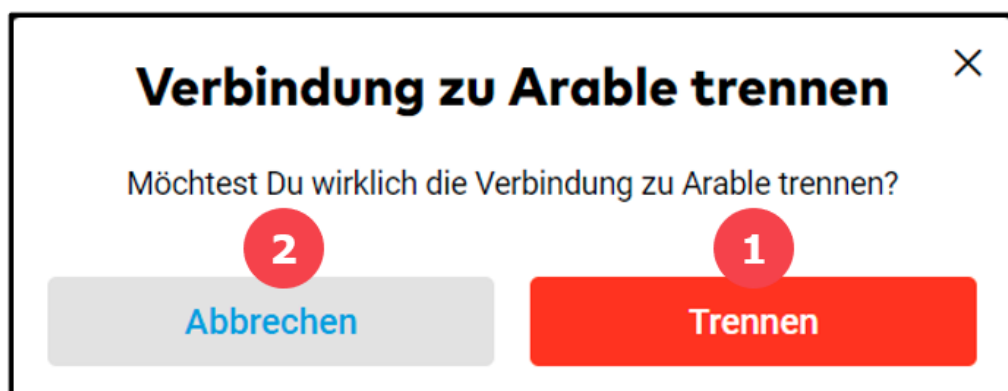 Verbindung zu Arable trennen
Möchtest Du wirklich die Verbindung zu Arable trennen?
2 1
Abbrechen Trennen